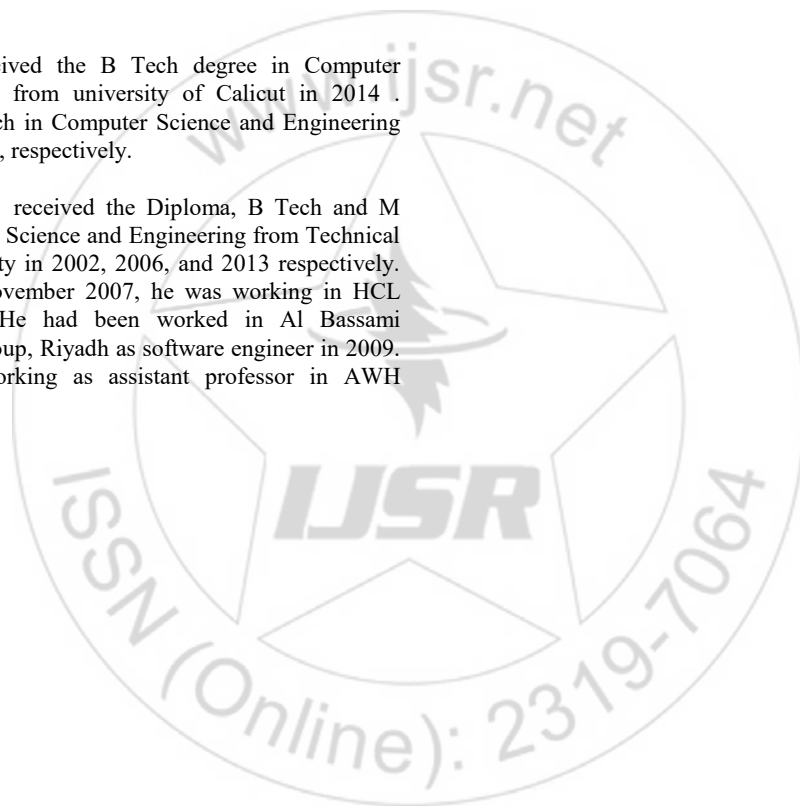 ived the B Tech degree in Computer
from university of Calicut in 2014 .
ch in Computer Science and Engineering
, respectively.
received the Diploma, B Tech and M
Science and Engineering from Technical
ty in 2002, 2006, and 2013 respectively.
ovember 2007, he was working in HCL
He had been worked in Al Bassami
oup, Riyadh as software engineer in 2009.
orking as assistant professor in AWH
www.ijsr.net
IJSR
ISSN (Online): 2319-7064